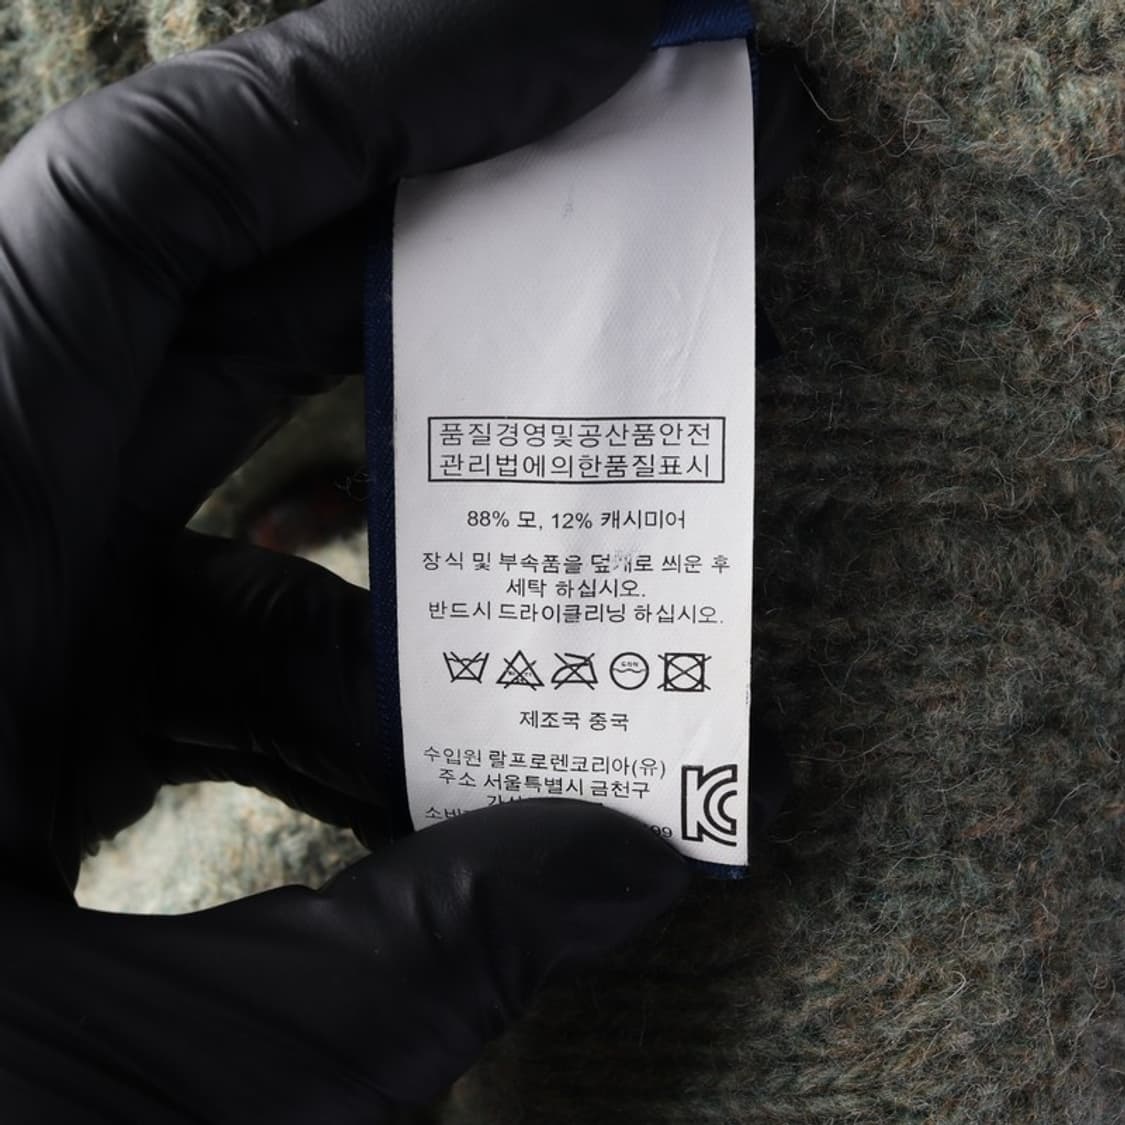 품질경영및공산품안전
관리법에의한품질표시
88% 모, 12% 캐시미어
장식 및 부속품을 덮개로 씌운 후
세탁 하십시오.
반드시 드라이클리닝 하십시오.
제조국 중국
수입원 랄프로렌코리아(유)
주소 서울특별시 금천구